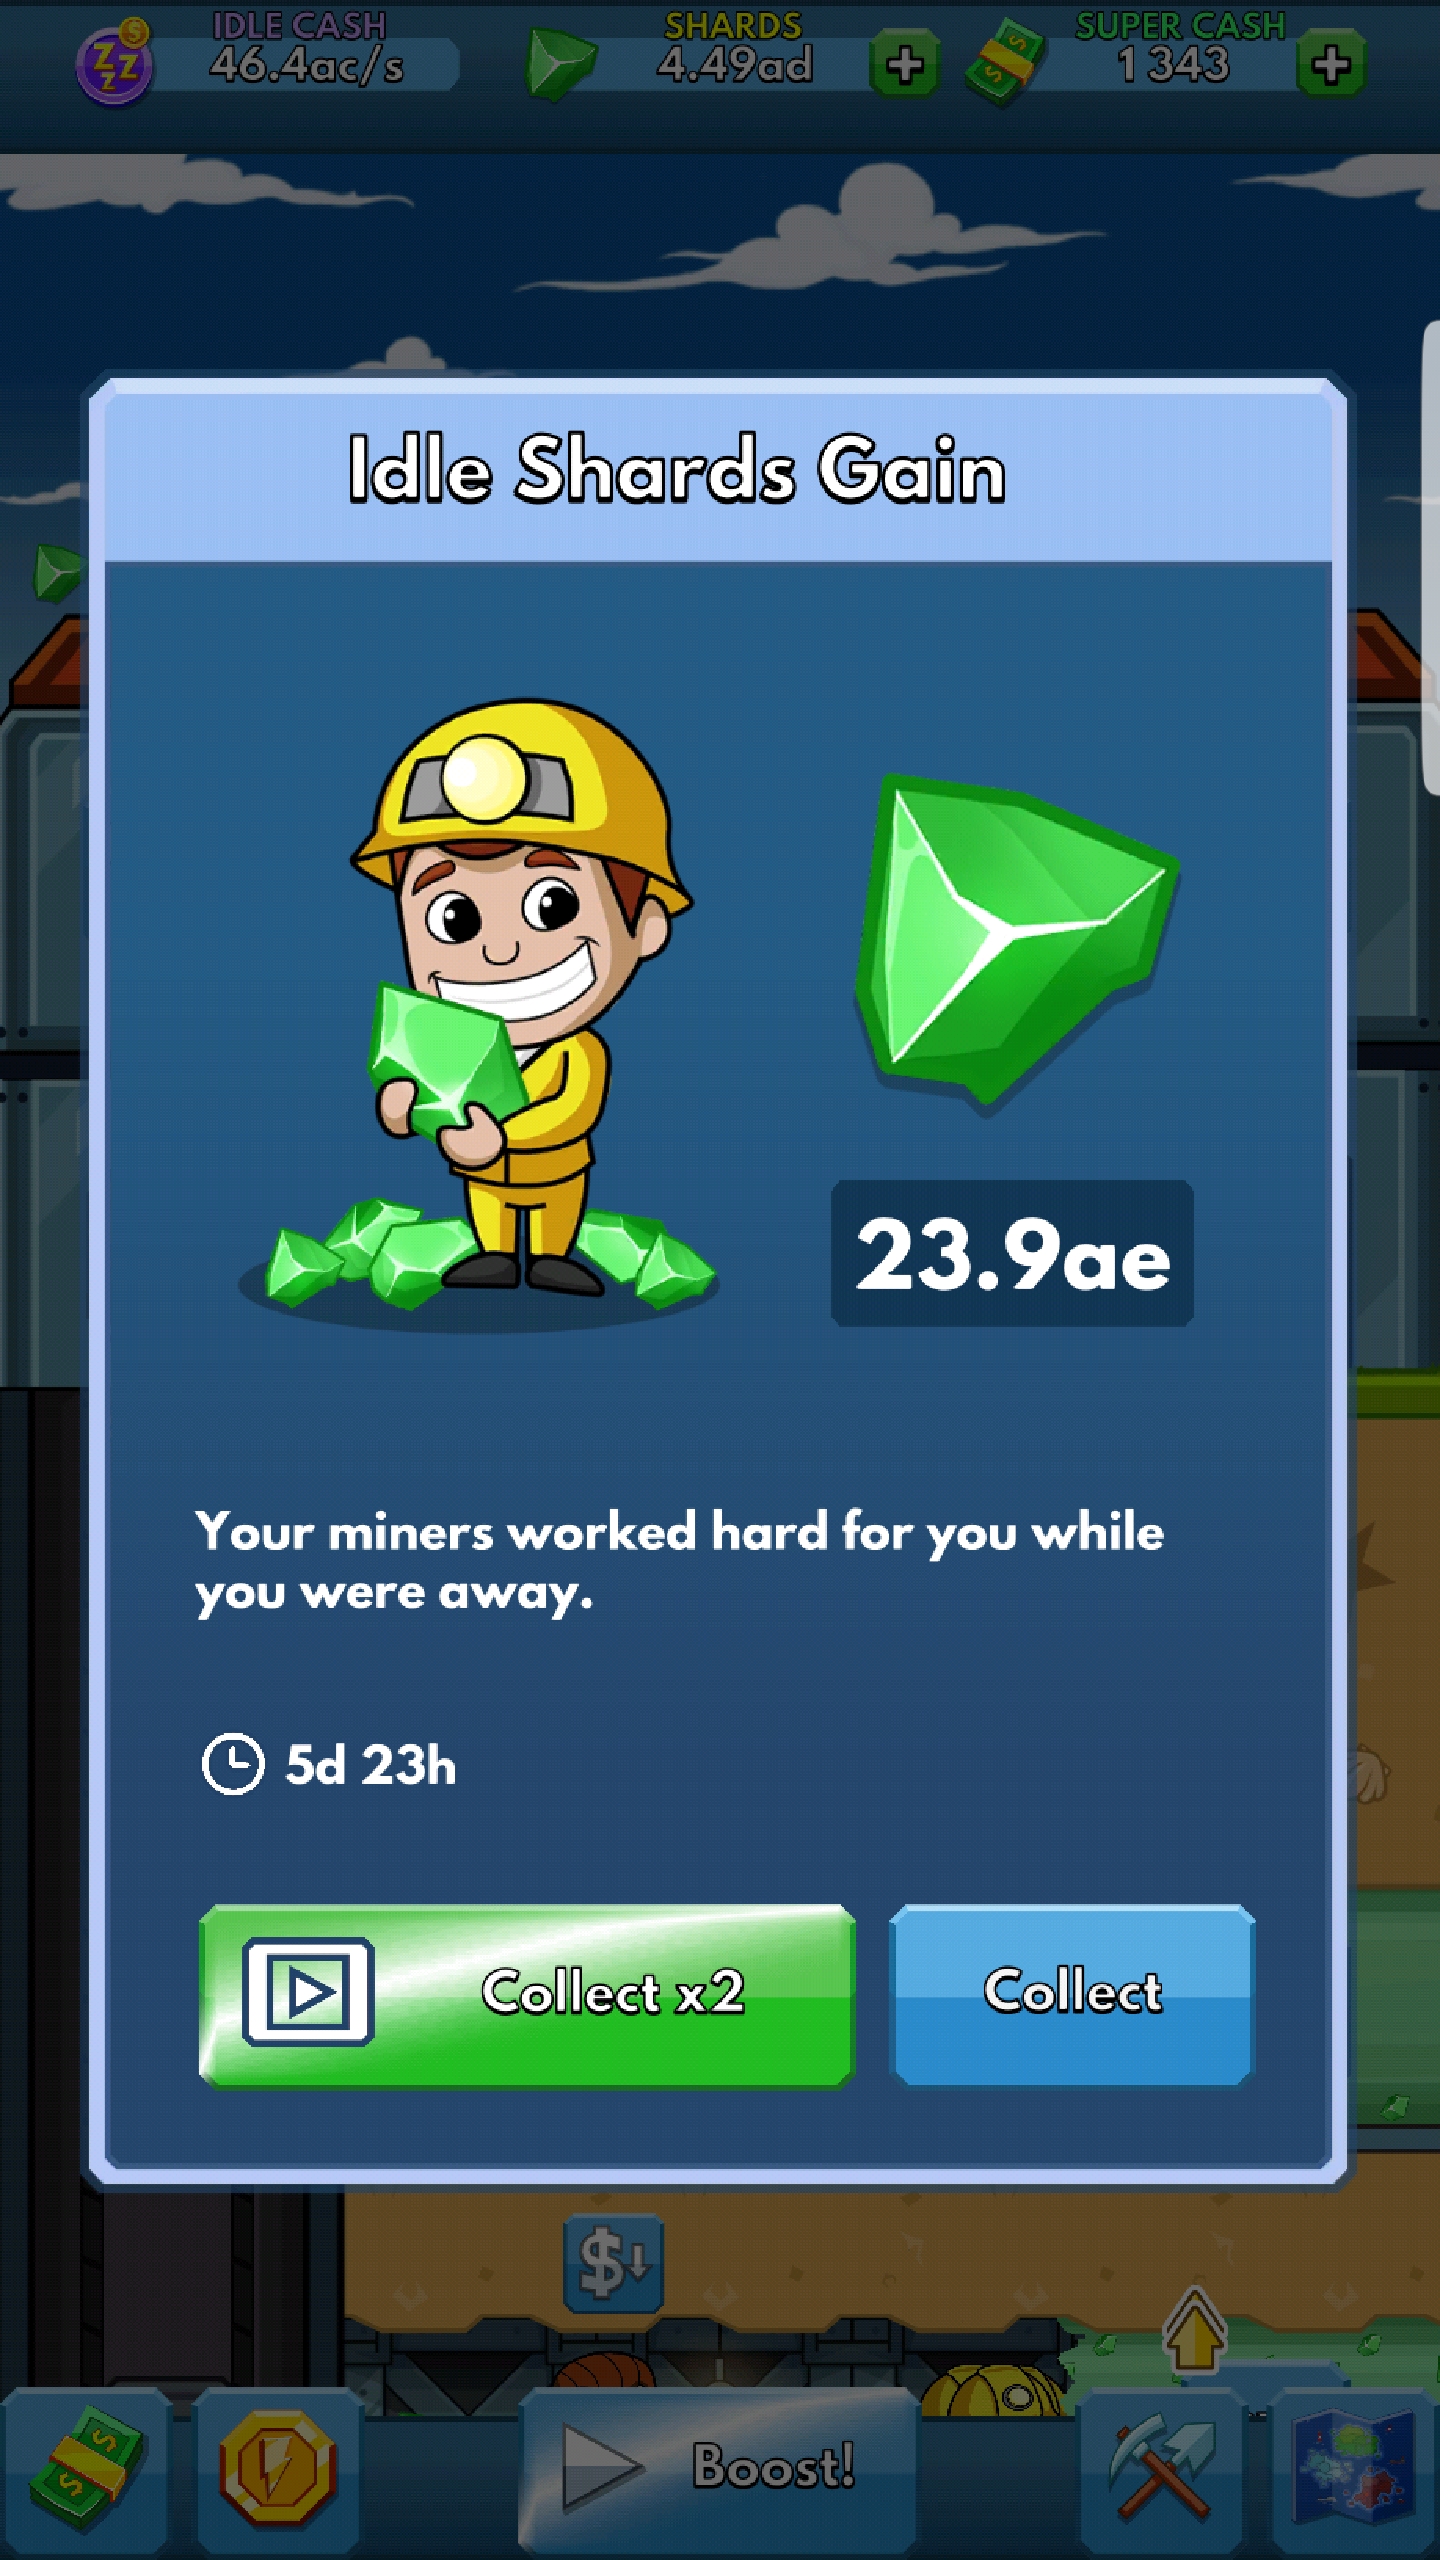 IDLE CASH
46.4ac/s
SHARDS
4.49ad
SUPER CASH
1 343
Idle Shards Gain
23.9ae
Your miners worked hard for you while
you were away.
5d 23h
Collect x2
Collect
Boost!